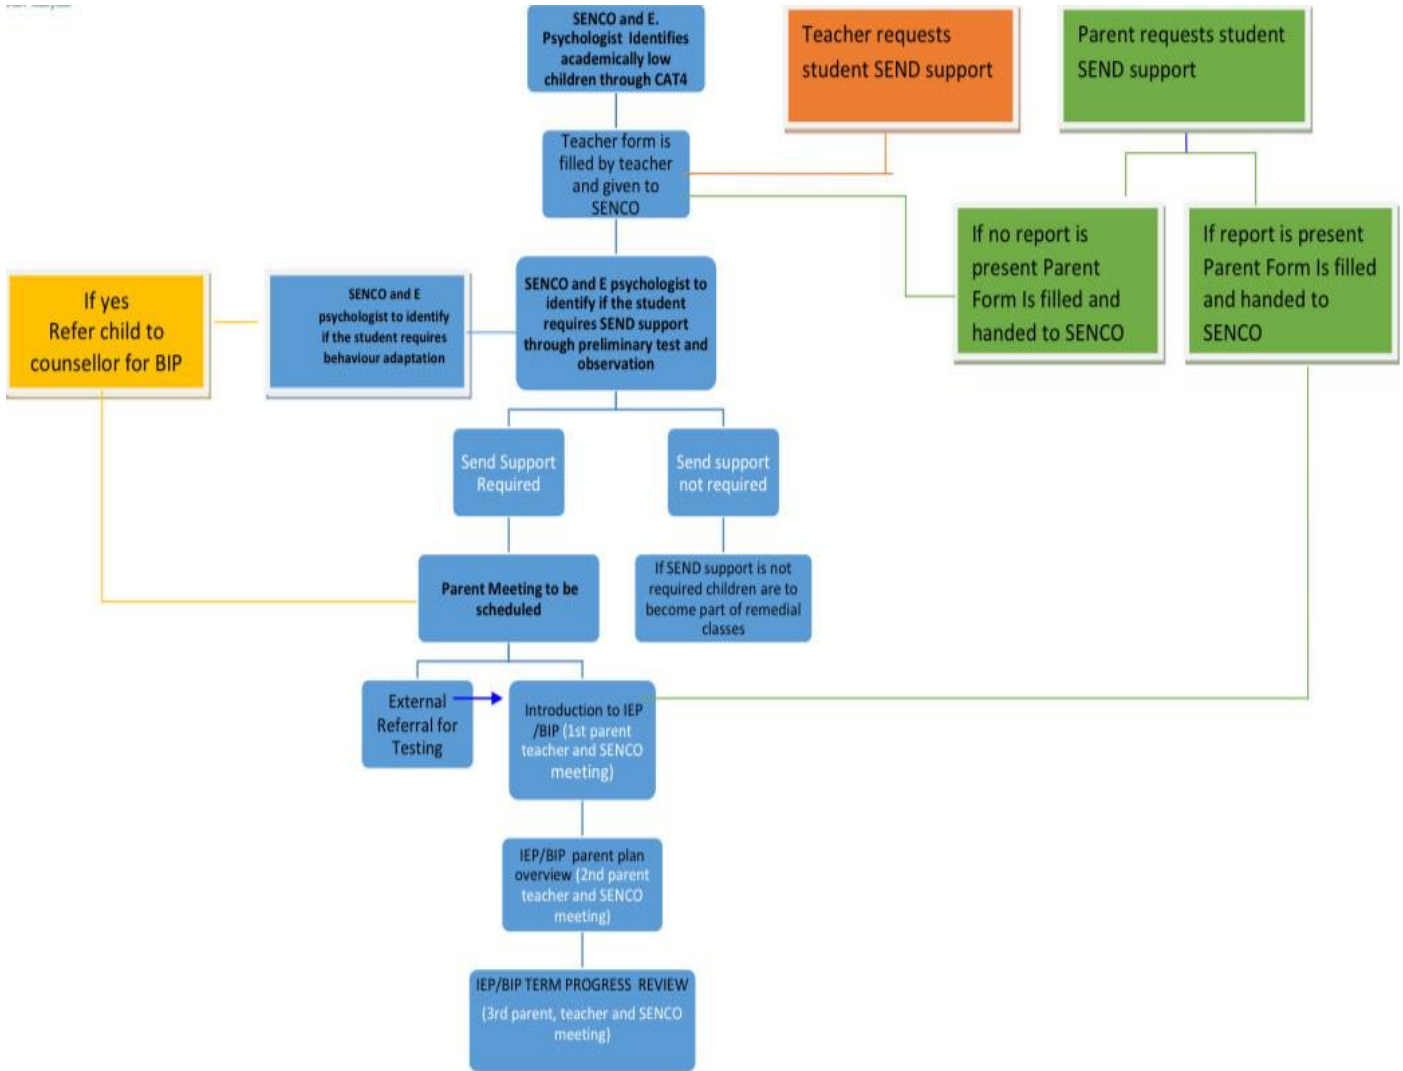 SENCO and E.
Psychologist Identifies
academically low
children through CAT4
Teacher requests
student SEND support
Parent requests student
SEND support
Teacher form is
filled by teacher
and given to
SENCO
If no report is
present Parent
Form Is filled and
handed to SENCO
If report is present
Parent Form Is filled
and handed to
SENCO
If yes
Refer child to
counsellor for BIP
SENCO and E
psychologist to identify
if the student requires
behaviour adaptation
SENCO and E psychologist to
identify if the student
requires SEND support
through preliminary test and
observation
Send Support
Required
Send support
not required
Parent Meeting to be
scheduled
If SEND support is not
required children are to
become part of remedial
classes
External
Referral for
Testing
Introduction to IEP
/BIP (1st parent
teacher and SENCO
meeting)
IEP/BIP parent plan
overview (2nd parent
teacher and SENCO
meeting)
IEP/BIP TERM PROGRESS REVIEW
(3rd parent, teacher and SENCO
meeting)